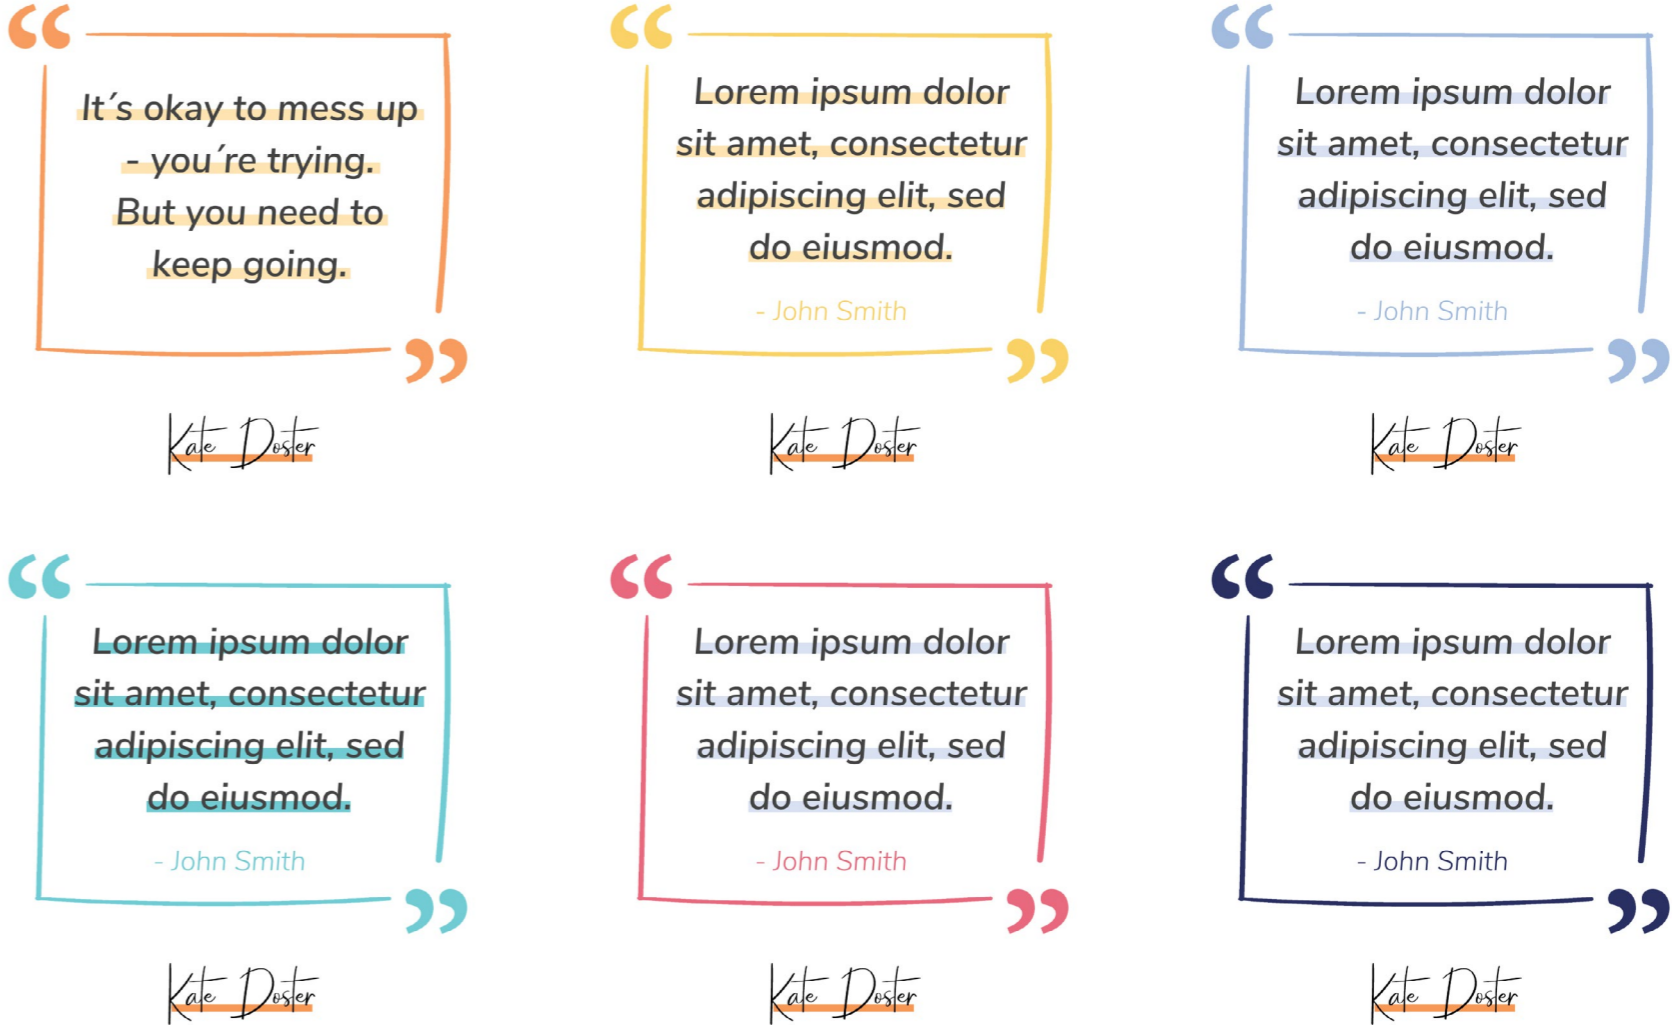 “
It´s okay to mess up
- you´re trying.
But you need to
keep going.
”
Kate Doster
“
Lorem ipsum dolor
sit amet, consectetur
adipiscing elit, sed
do eiusmod.
- John Smith
”
Kate Doster
“
Lorem ipsum dolor
sit amet, consectetur
adipiscing elit, sed
do eiusmod.
- John Smith
”
Kate Doster
“
Lorem ipsum dolor
sit amet, consectetur
adipiscing elit, sed
do eiusmod.
- John Smith
”
Kate Doster
“
Lorem ipsum dolor
sit amet, consectetur
adipiscing elit, sed
do eiusmod.
- John Smith
”
Kate Doster
“
Lorem ipsum dolor
sit amet, consectetur
adipiscing elit, sed
do eiusmod.
- John Smith
”
Kate Doster